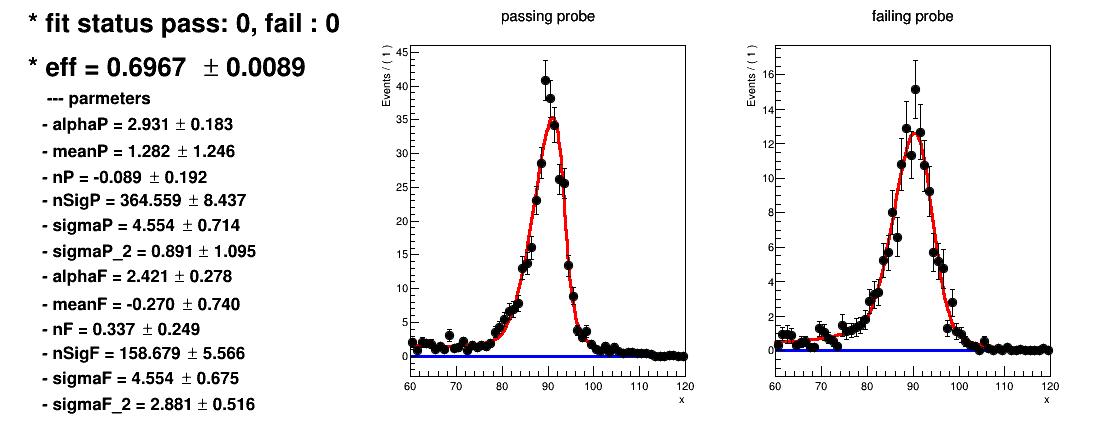 * fit status pass: 0, fail : 0
* eff = 0.6967 ± 0.0089
--- parmeters
- alphaP = 2.931 ± 0.183
- meanP = 1.282 ± 1.246
- nP = -0.089 ± 0.192
- nSigP = 364.559 ± 8.437
- sigmaP = 4.554 ± 0.714
- sigmaP_2 = 0.891 ± 1.095
- alphaF = 2.421 ± 0.278
- meanF = -0.270 ± 0.740
- nF = 0.337 ± 0.249
- nSigF = 158.679 ± 5.566
- sigmaF = 4.554 ± 0.675
- sigmaF_2 = 2.881 ± 0.516
passing probe
Events / ( 1 )
45
40
35
30
25
20
15
10
5
0
60 70 80 90 100 110 120
x
failing probe
Events / ( 1 )
16
14
12
10
8
6
4
2
0
60 70 80 90 100 110 120
x